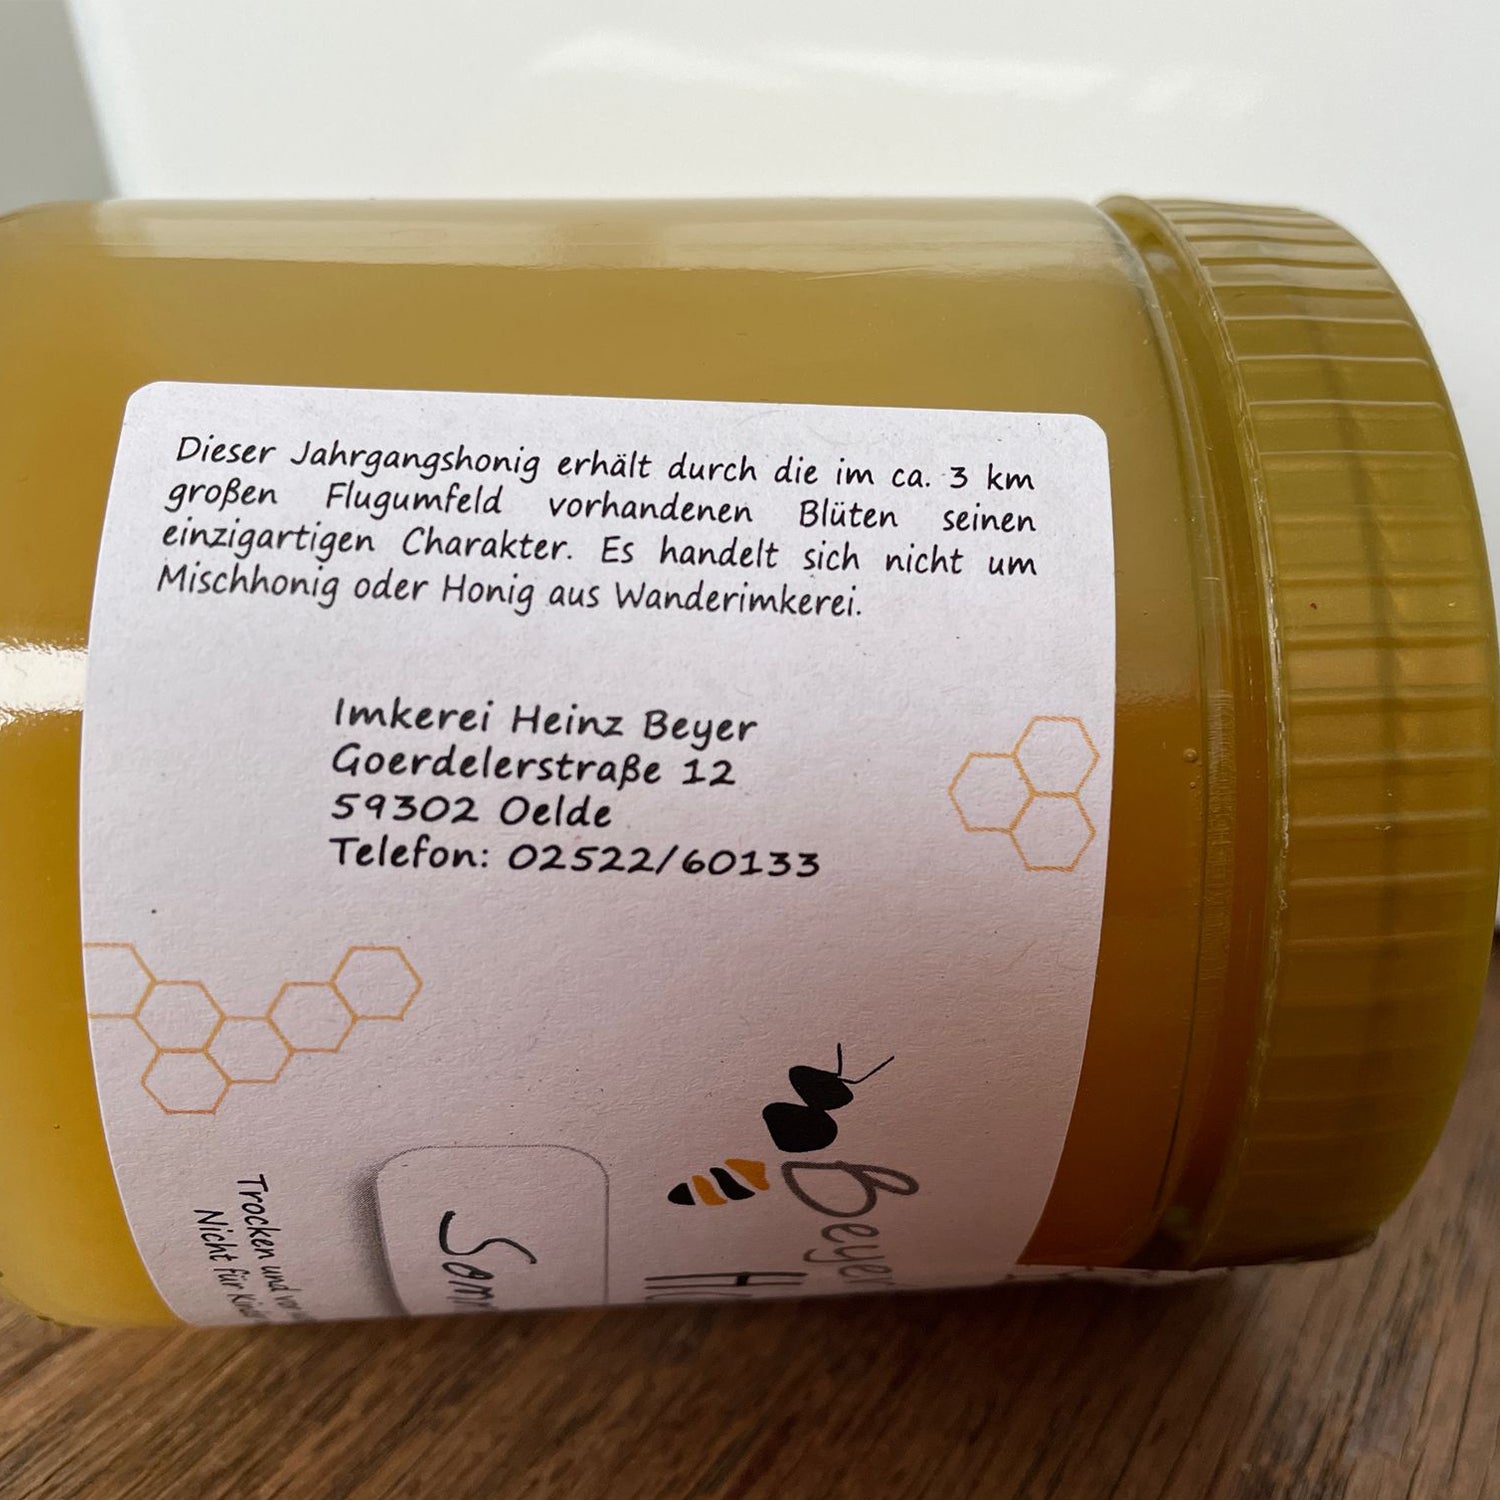 Dieser Jahrgangshonig erhält durch die im ca. 3 km
großen Flugumfeld vorhandenen Blüten seinen
einzigartigen Charakter. Es handelt sich nicht um
Mischhonig oder Honig aus Wanderimkerei.
Imkerei Heinz Beyer
Goerdelerstraße 12
59302 Oelde
Telefon: 02522/60133
Beyer
Trocken und
Nicht für